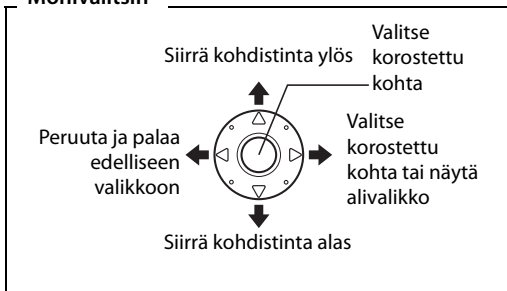 Monivalitsin
Siirrä kohdistinta ylös
Valitse
korostettu
kohta
Peruuta ja palaa
edelliseen
valikkoon
Valitse
korostettu
kohta tai näytä
alivalikko
Siirrä kohdistinta alas